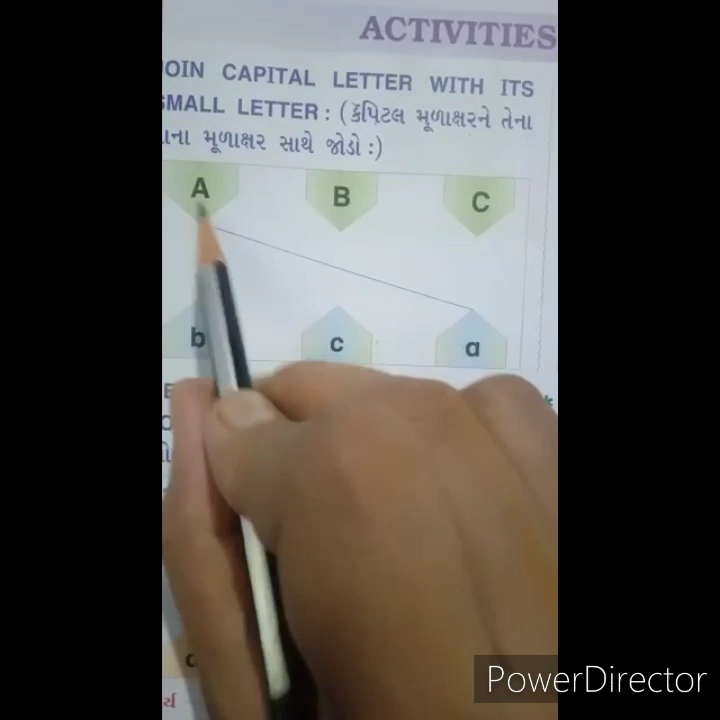 ACTIVITIES
OIN CAPITAL LETTER WITH ITS
SMALL LETTER : (કૅપિટલ મૂળાક્ષરને તેના
ાના મૂળાક્ષર સાથે જોડો :)
A B C
b c a
PowerDirector